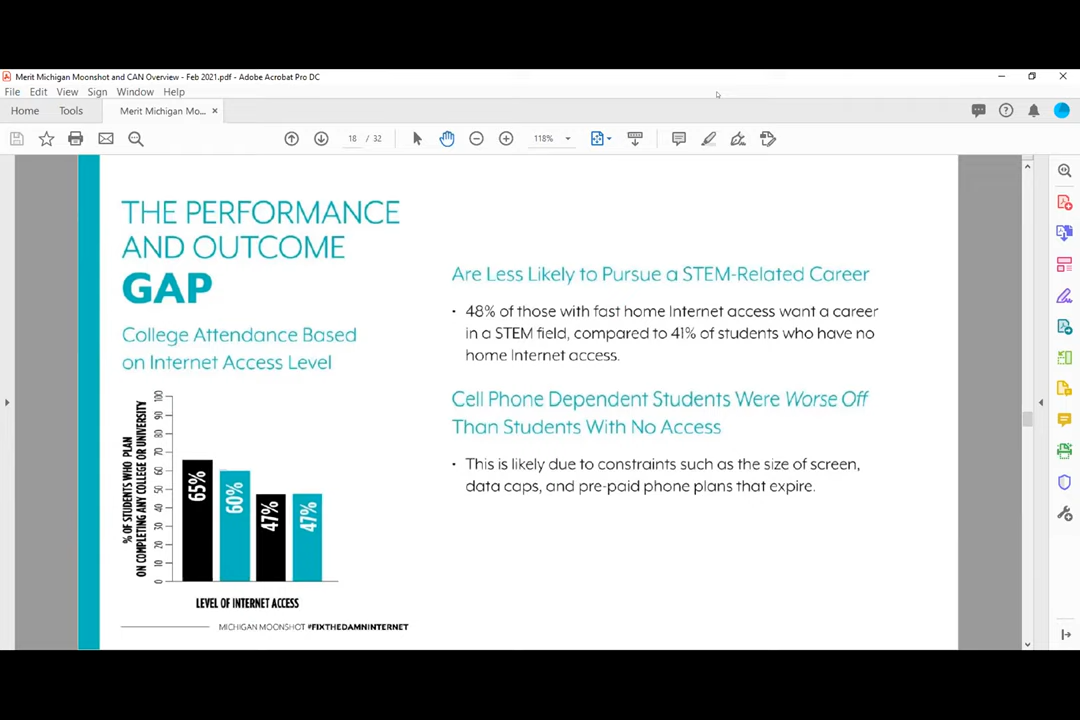 Merit Michigan Moonshot and CAN Overview - Feb 2021.pdf - Adobe Acrobat Pro DC
File Edit View Sign Window Help
Home Tools Merit Michigan Mo... ×
18 / 32 118%
THE PERFORMANCE
AND OUTCOME
GAP
College Attendance Based
on Internet Access Level
% OF STUDENTS WHO PLAN
ON COMPLETING ANY COLLEGE OR UNIVERSITY
100
90
80
70
60
50
40
30
20
10
0
65%
60%
47%
47%
LEVEL OF INTERNET ACCESS
MICHIGAN MOONSHOT #FIXTHEDAMNINTERNET
Are Less Likely to Pursue a STEM-Related Career
· 48% of those with fast home Internet access want a career
in a STEM field, compared to 41% of students who have no
home Internet access.
Cell Phone Dependent Students Were Worse Off
Than Students With No Access
· This is likely due to constraints such as the size of screen,
data caps, and pre-paid phone plans that expire.